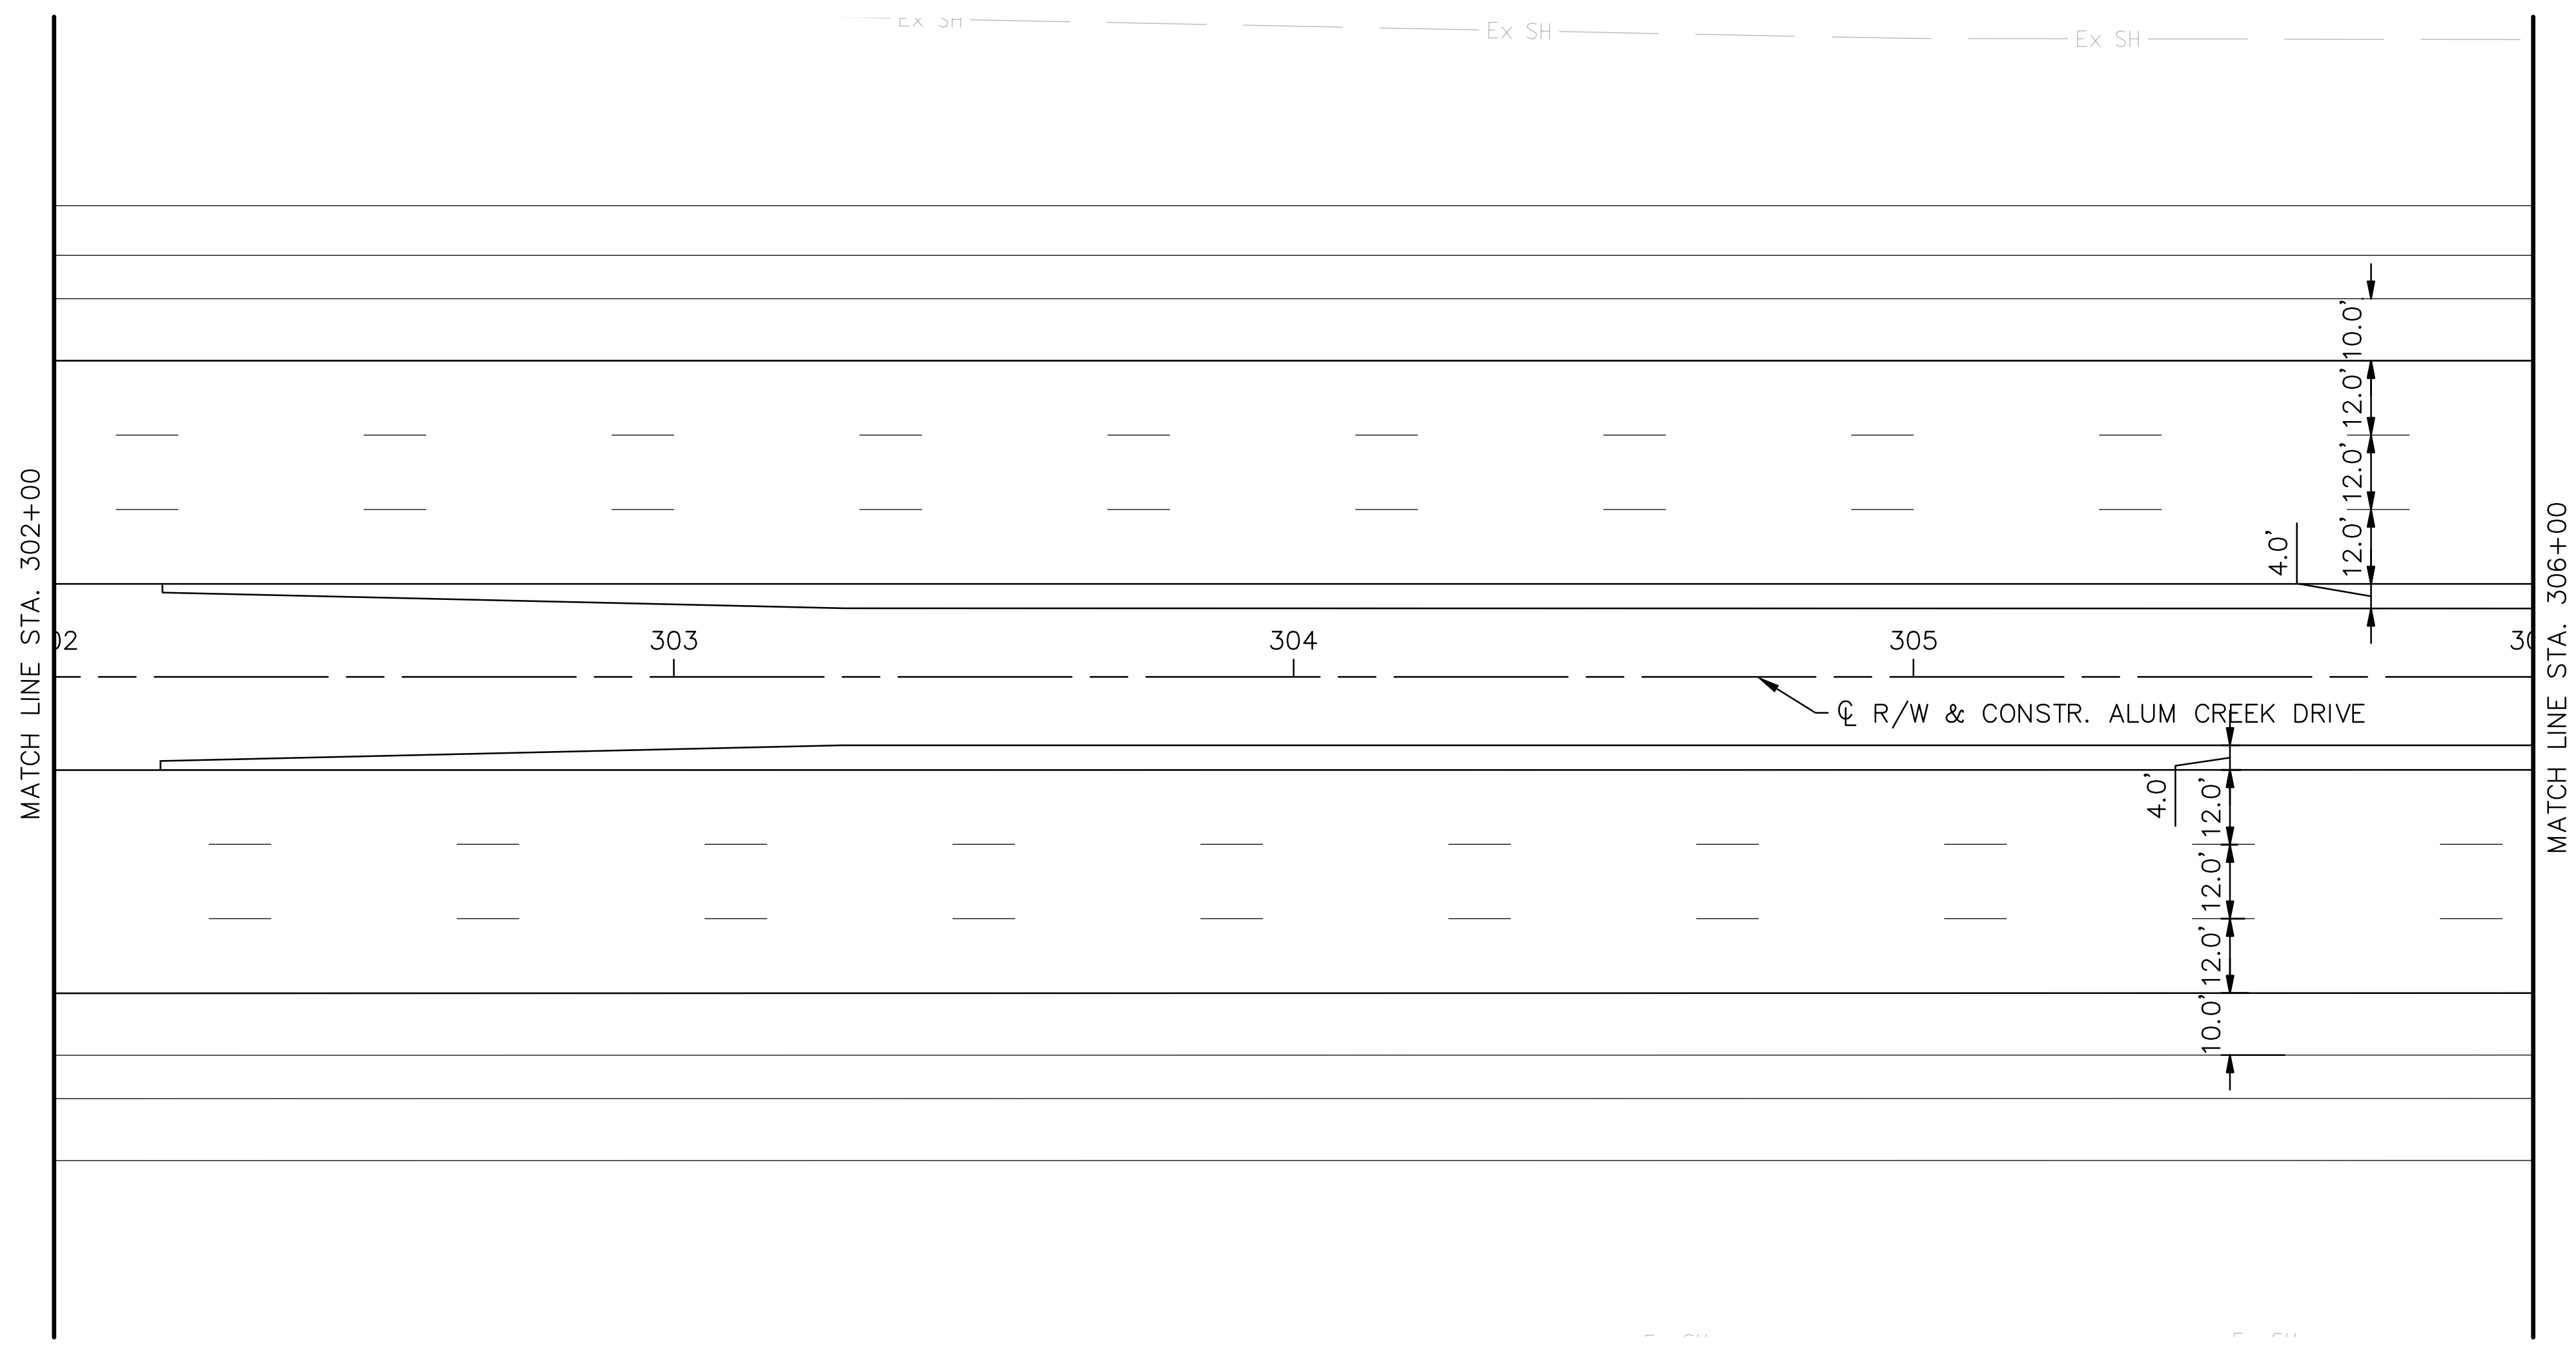 Ex SH
Ex SH
Ex SH
10.0'
12.0'
12.0'
12.0'
4.0'
MATCH LINE STA. 302+00
MATCH LINE STA. 306+00
02
303
304
305
30
℄ R/W & CONSTR. ALUM CREEK DRIVE
4.0'
12.0'
12.0'
12.0'
10.0'